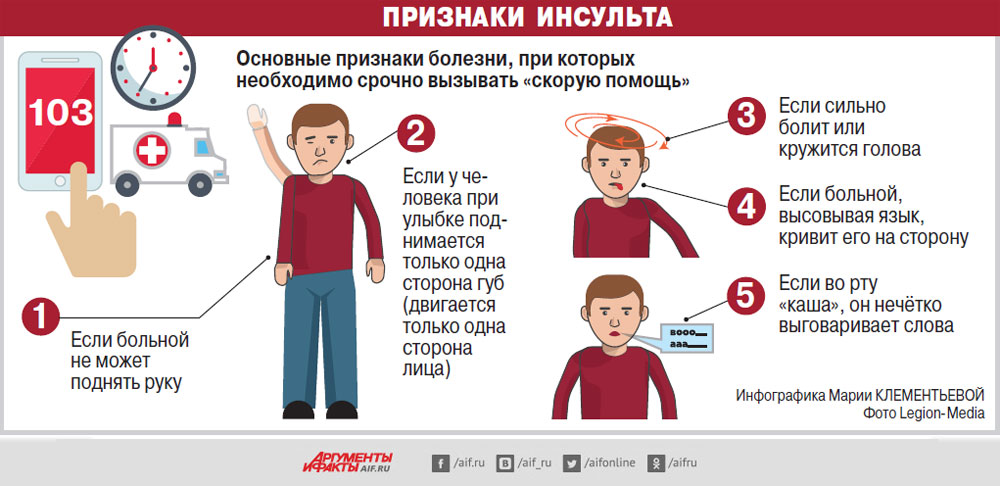 ПРИЗНАКИ ИНСУЛЬТА
103
Основные признаки болезни, при которых
необходимо срочно вызывать «скорую помощь»
1
Если больной
не может
поднять руку
2
Если у че-
ловека при
улыбке под-
нимается
только одна
сторона губ
(двигается
только одна
сторона
лица)
3
Если сильно
болит или
кружится голова
4
Если больной,
высовывая язык,
кривит его на сторону
5
Если во рту
«каша», он нечётко
выговаривает слова
вооо
ааа
Инфографика Марии КЛЕМЕНТЬЕВОЙ
Фото Legion-Media
АРГУМЕНТЫ
И ФАКТЫ AIF.RU
/aif.ru
/aif_ru
/aifonline
/aifru